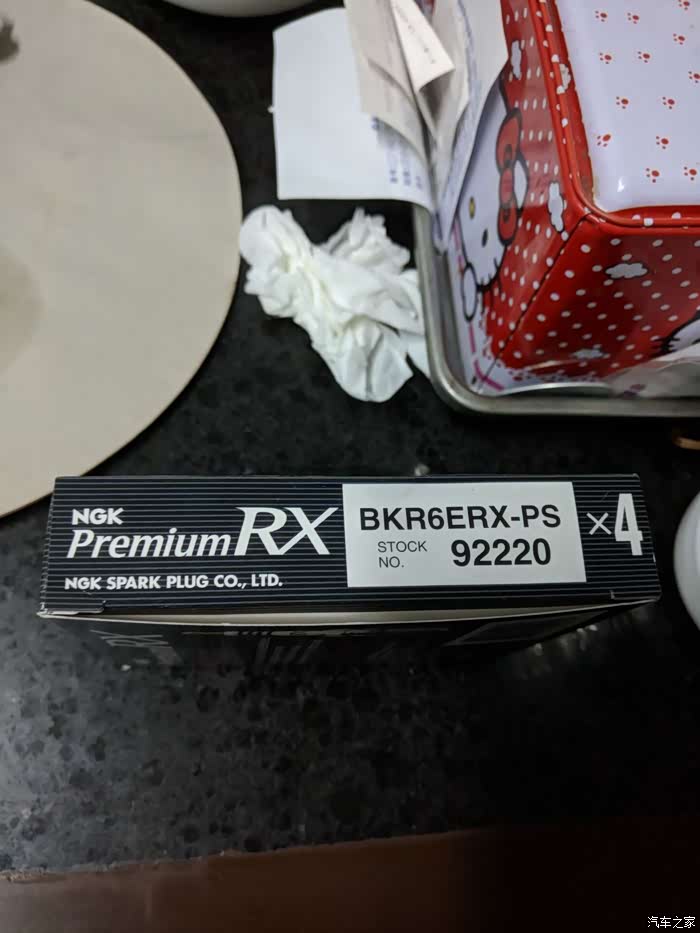 NGK
Premium RX
NGK SPARK PLUG CO., LTD.
BKR6ERX-PS
STOCK NO. 92220
×4
汽车之家